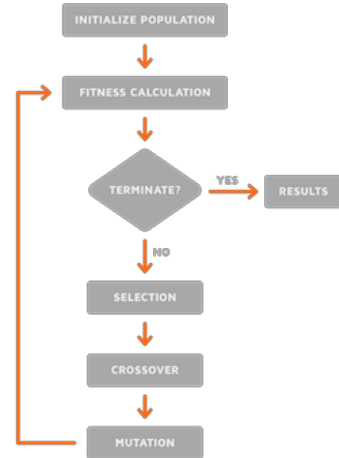 INITIALIZE POPULATION
FITNESS CALCULATION
TERMINATE?
YES
RESULTS
NO
SELECTION
CROSSOVER
MUTATION